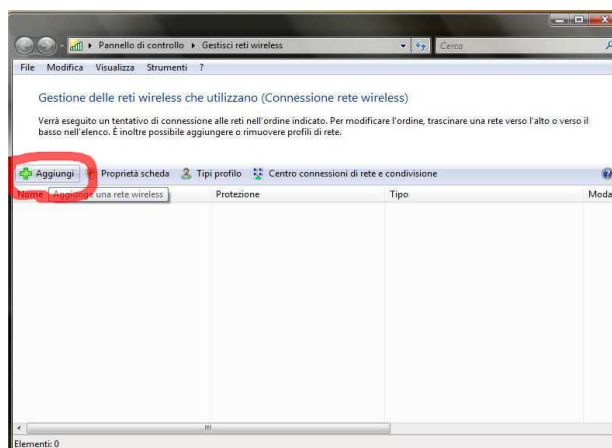 Pannello di controllo Gestisci reti wireless Cerca
File Modifica Visualizza Strumenti ?
Gestione delle reti wireless che utilizzano (Connessione rete wireless)
Verrà eseguito un tentativo di connessione alle reti nell'ordine indicato. Per modificare l'ordine, trascinare una rete verso l'alto o verso il
basso nell'elenco. È inoltre possibile aggiungere o rimuovere profili di rete.
Aggiungi Proprietà scheda Tipi profilo Centro connessioni di rete e condivisione ?
Nome Aggiunge una rete wireless Protezione Tipo Moda
Elementi: 0